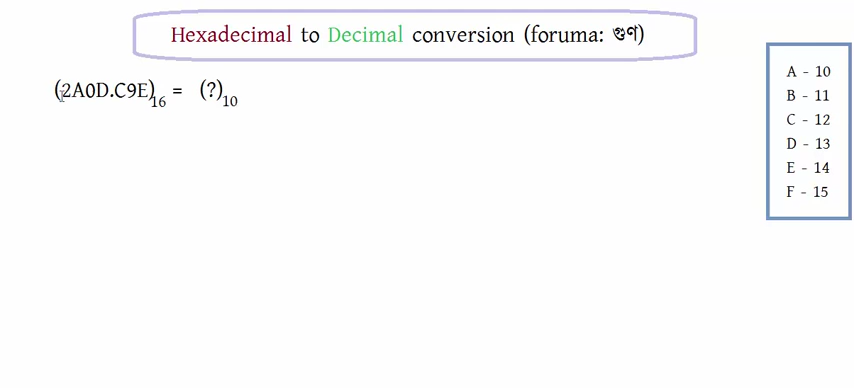 Hexadecimal to Decimal conversion (foruma: গুণ)
(2A0D.C9E)₁₆ = (?)₁₀
A - 10
B - 11
C - 12
D - 13
E - 14
F - 15